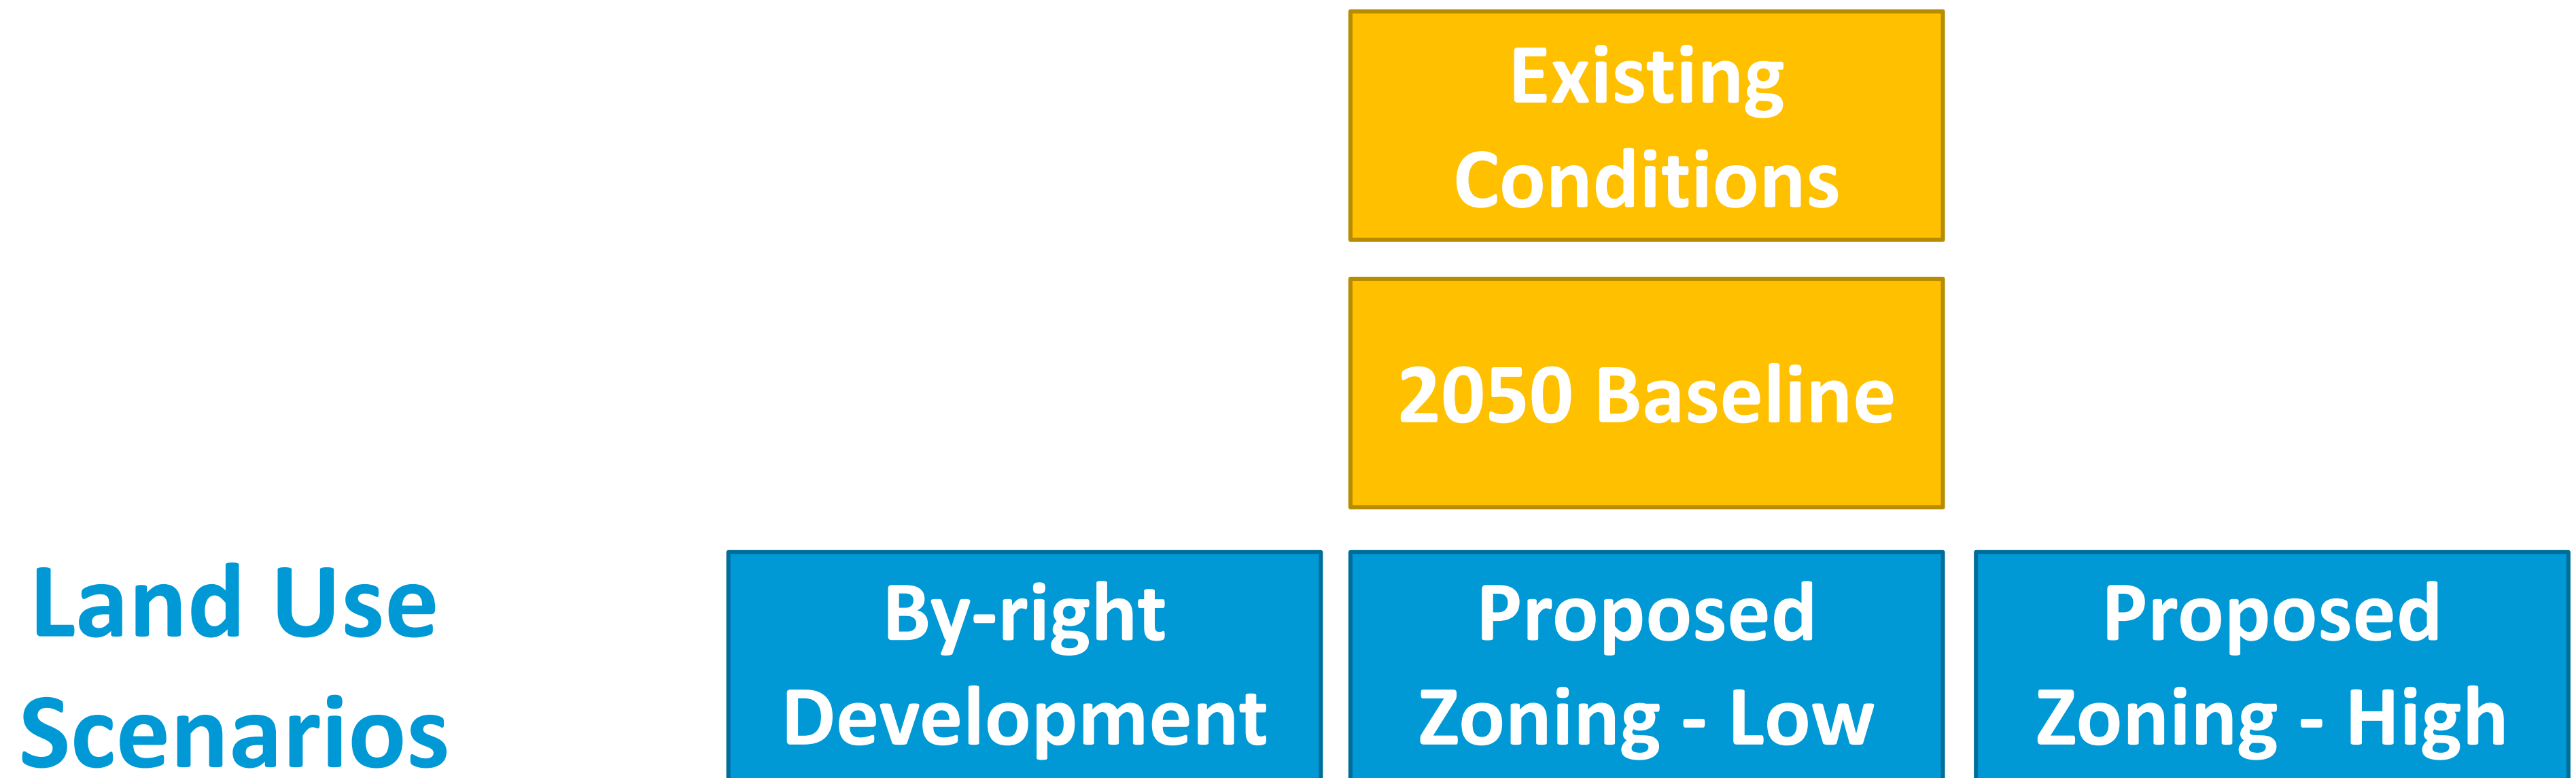 Existing
Conditions
2050 Baseline
Land Use
Scenarios
By-right
Development
Proposed
Zoning - Low
Proposed
Zoning - High